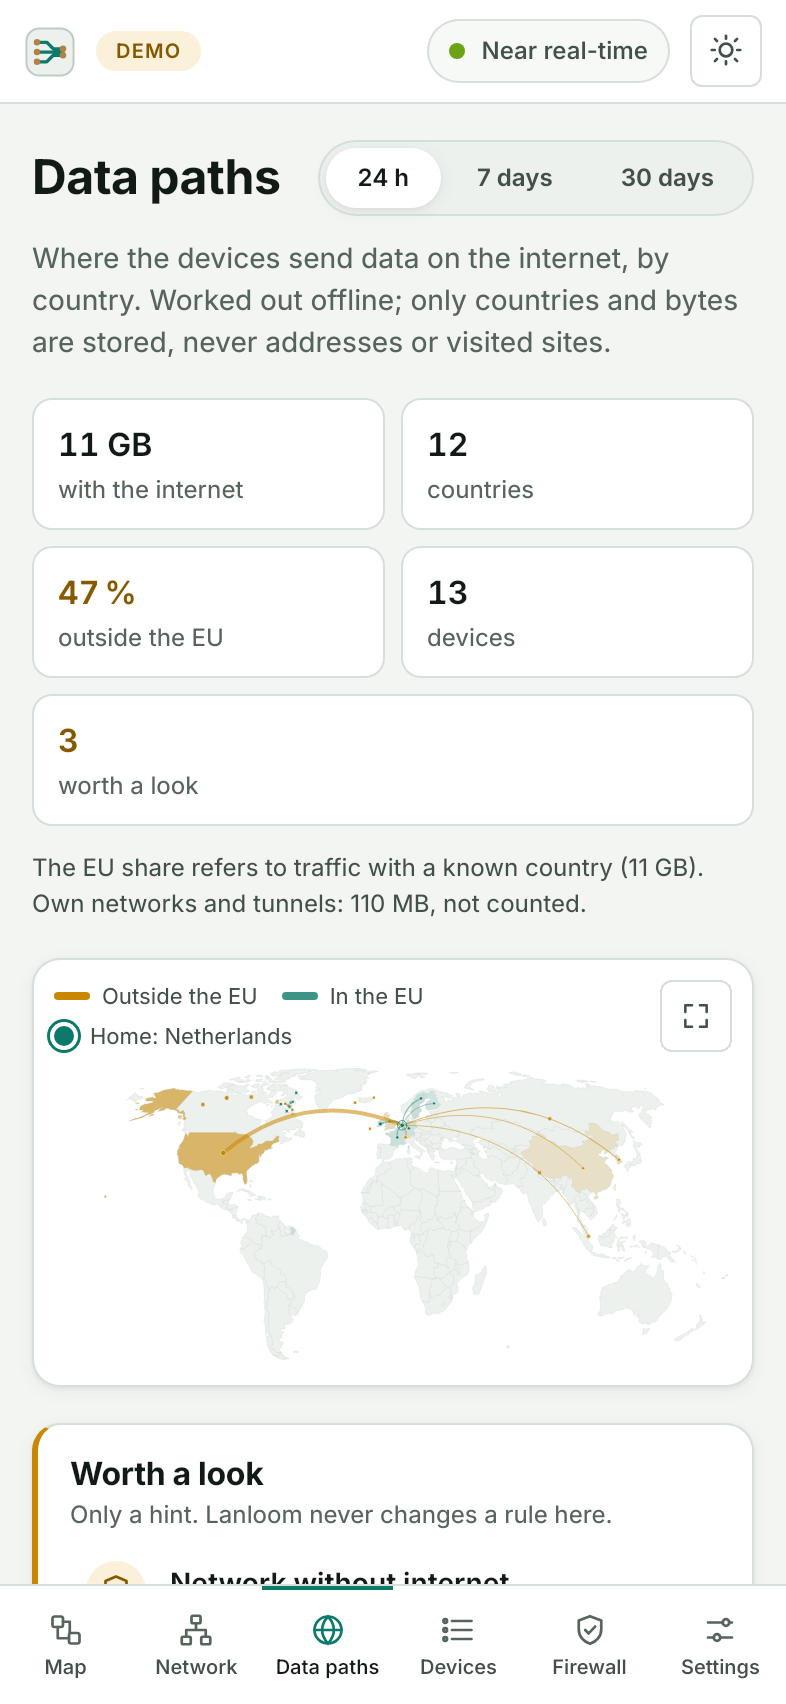 DEMO
Near real-time
Data paths
24 h
7 days
30 days
Where the devices send data on the internet, by
country. Worked out offline; only countries and bytes
are stored, never addresses or visited sites.
11 GB
with the internet
12
countries
47 %
outside the EU
13
devices
3
worth a look
The EU share refers to traffic with a known country (11 GB).
Own networks and tunnels: 110 MB, not counted.
Outside the EU
In the EU
Home: Netherlands
Worth a look
Only a hint. Lanloom never changes a rule here.
Network without internet
Map
Network
Data paths
Devices
Firewall
Settings